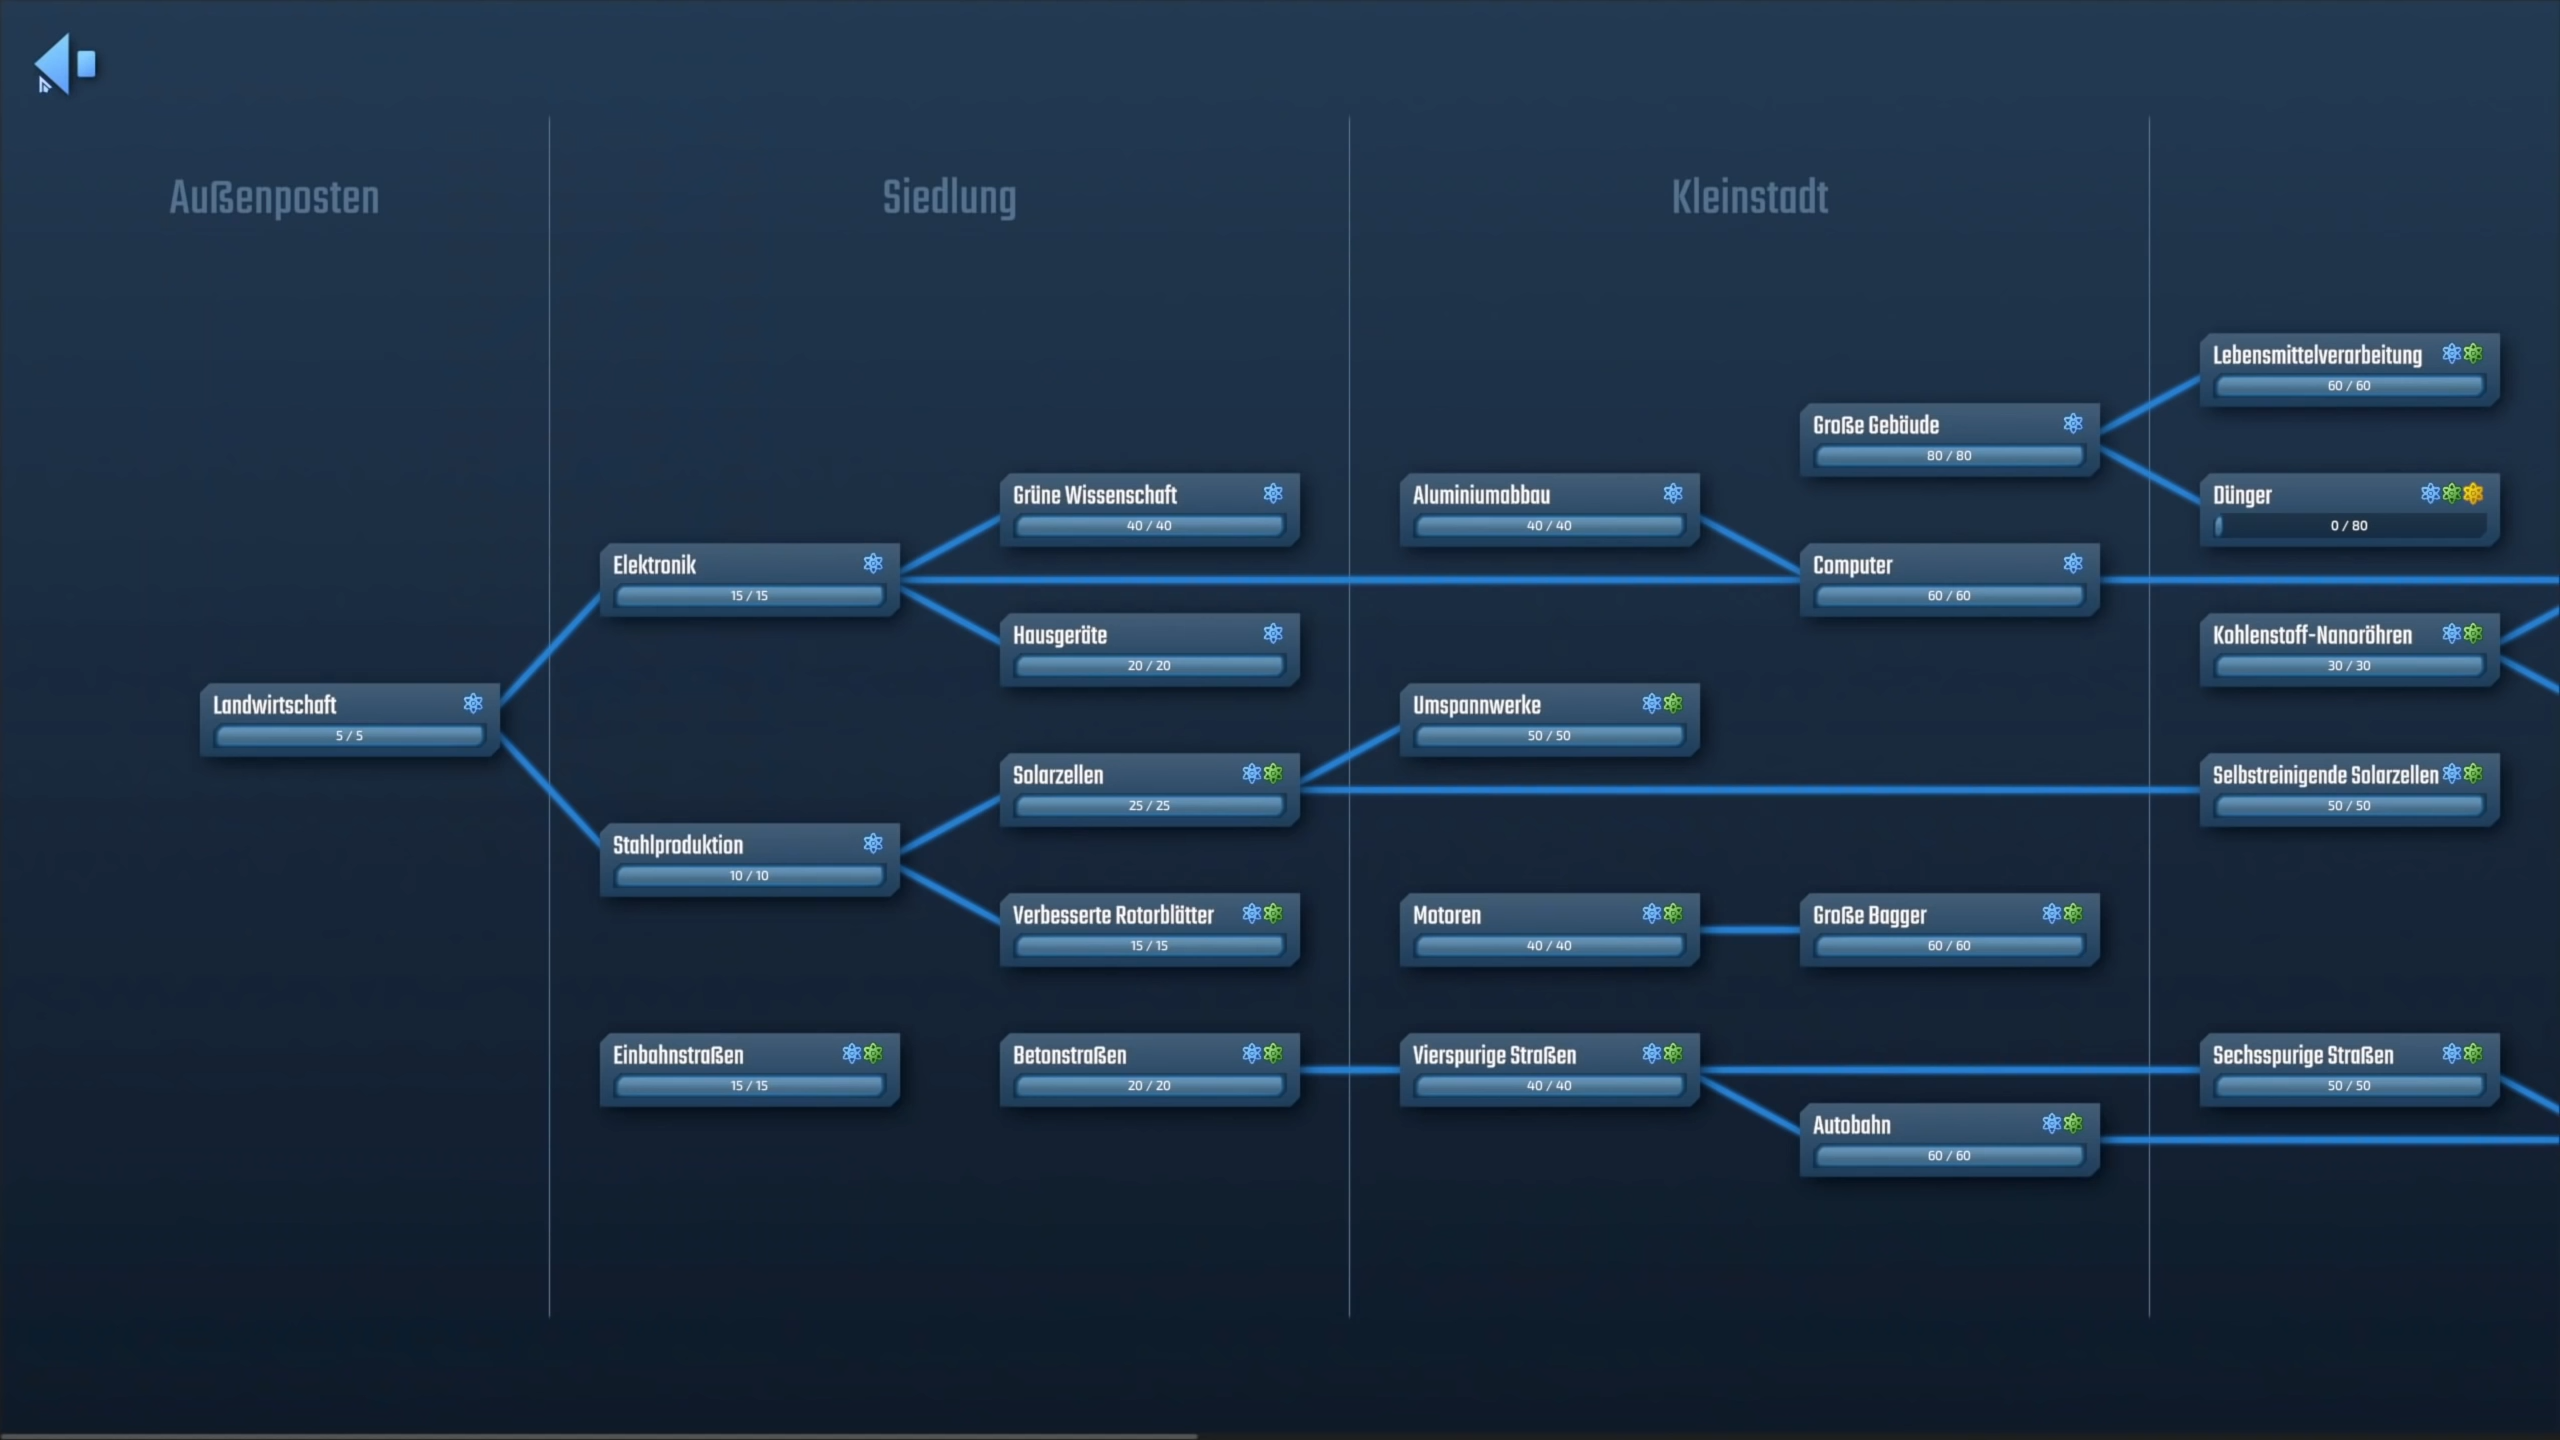 Außenposten
Siedlung
Kleinstadt
Landwirtschaft
5 / 5
Elektronik
15 / 15
Stahlproduktion
10 / 10
Einbahnstraßen
15 / 15
Grüne Wissenschaft
40 / 40
Hausgeräte
20 / 20
Solarzellen
25 / 25
Verbesserte Rotorblätter
15 / 15
Betonstraßen
20 / 20
Aluminiumabbau
40 / 40
Umspannwerke
50 / 50
Motoren
40 / 40
Vierspurige Straßen
40 / 40
Große Gebäude
80 / 80
Computer
60 / 60
Große Bagger
60 / 60
Autobahn
60 / 60
Lebensmittelverarbeitung
60 / 60
Dünger
0 / 80
Kohlenstoff-Nanoröhren
30 / 30
Selbstreinigende Solarzellen
50 / 50
Sechsspurige Straßen
50 / 50